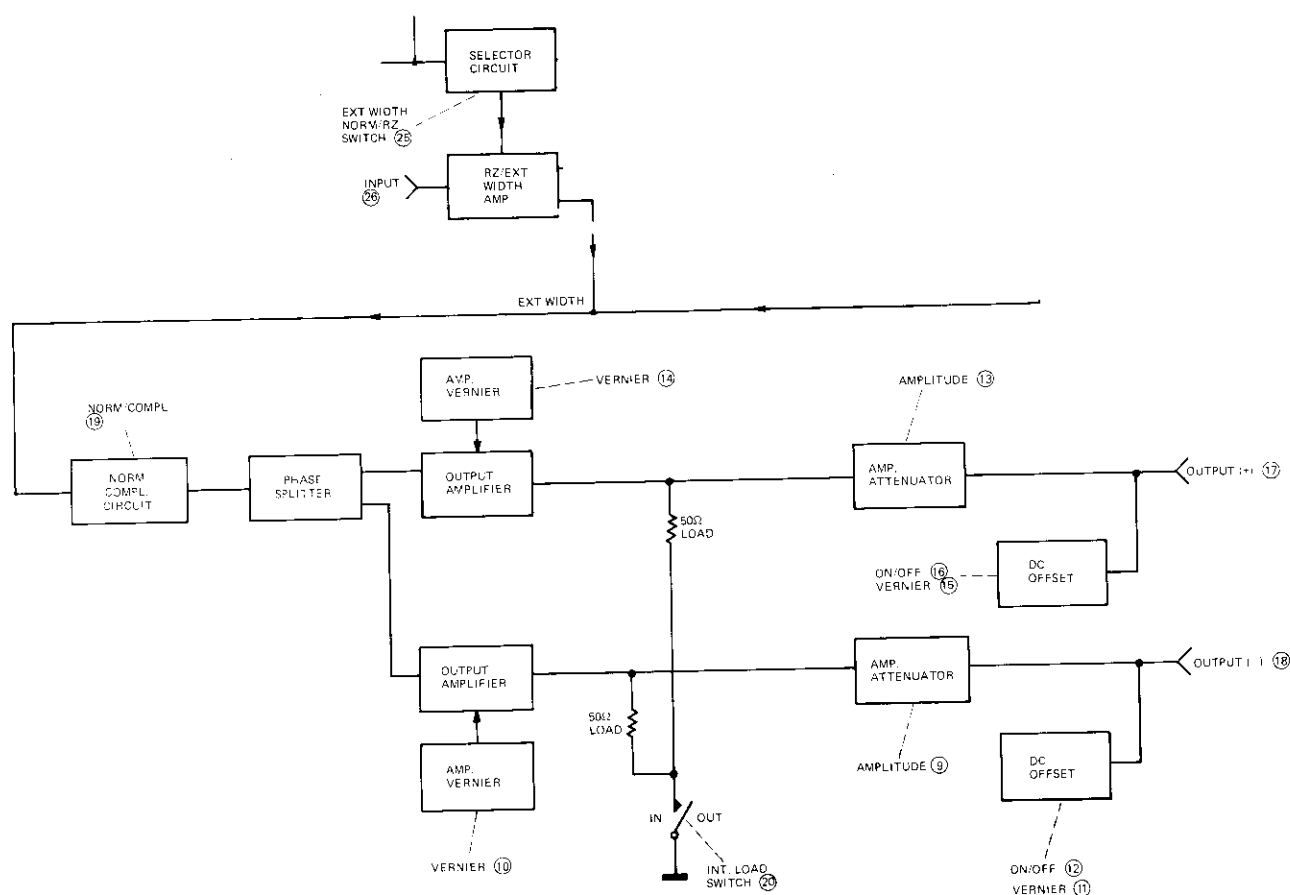 SELECTOR
CIRCUIT
EXT WIDTH
NORM/RZ
SWITCH 25
INPUT
26
RZ/EXT
WIDTH
AMP
EXT WIDTH
AMP.
VERNIER
VERNIER 14
AMPLITUDE 13
NORM/COMPL
19
NORM
COMPL.
CIRCUIT
PHASE
SPLITTER
OUTPUT
AMPLIFIER
AMP.
ATTENUATOR
OUTPUT (+) 17
50Ω
LOAD
ON/OFF 16
VERNIER 15
DC
OFFSET
OUTPUT
AMPLIFIER
AMP.
ATTENUATOR
OUTPUT (-) 18
50Ω
LOAD
AMP.
VERNIER
AMPLITUDE 9
DC
OFFSET
IN
OUT
VERNIER 10
INT. LOAD
SWITCH 20
ON/OFF 12
VERNIER 11